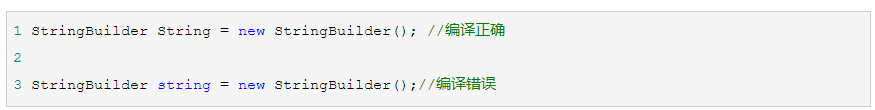 1 StringBuilder String = new StringBuilder(); //编译正确
2
3 StringBuilder string = new StringBuilder();//编译错误